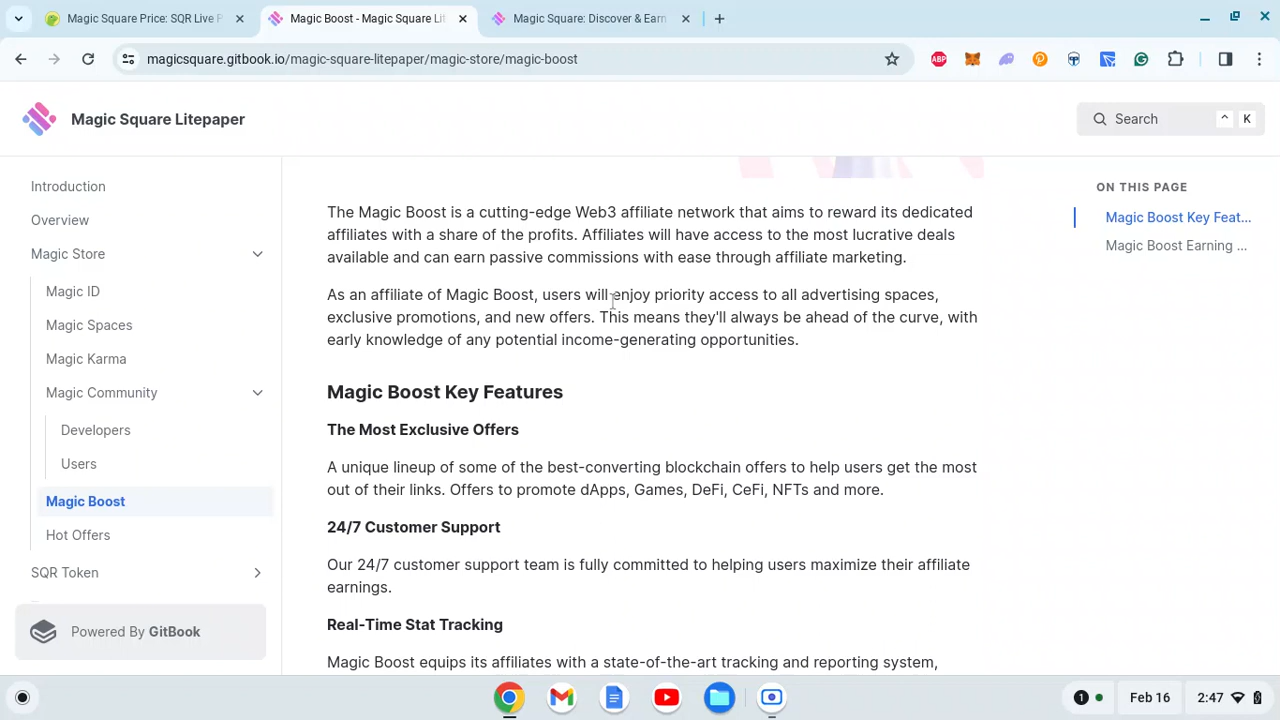 Magic Square Price: SQR Live P
Magic Boost - Magic Square Lit
Magic Square: Discover & Earn
magicsquare.gitbook.io/magic-square-litepaper/magic-store/magic-boost
ABP
Magic Square Litepaper
Search
^ K
Introduction
Overview
Magic Store
Magic ID
Magic Spaces
Magic Karma
Magic Community
Developers
Users
Magic Boost
Hot Offers
SQR Token
Powered By GitBook
The Magic Boost is a cutting-edge Web3 affiliate network that aims to reward its dedicated
affiliates with a share of the profits. Affiliates will have access to the most lucrative deals
available and can earn passive commissions with ease through affiliate marketing.
As an affiliate of Magic Boost, users will enjoy priority access to all advertising spaces,
exclusive promotions, and new offers. This means they'll always be ahead of the curve, with
early knowledge of any potential income-generating opportunities.
Magic Boost Key Features
The Most Exclusive Offers
A unique lineup of some of the best-converting blockchain offers to help users get the most
out of their links. Offers to promote dApps, Games, DeFi, CeFi, NFTs and more.
24/7 Customer Support
Our 24/7 customer support team is fully committed to helping users maximize their affiliate
earnings.
Real-Time Stat Tracking
Magic Boost equips its affiliates with a state-of-the-art tracking and reporting system,
ON THIS PAGE
Magic Boost Key Feat...
Magic Boost Earning ...
1
Feb 16
2:47